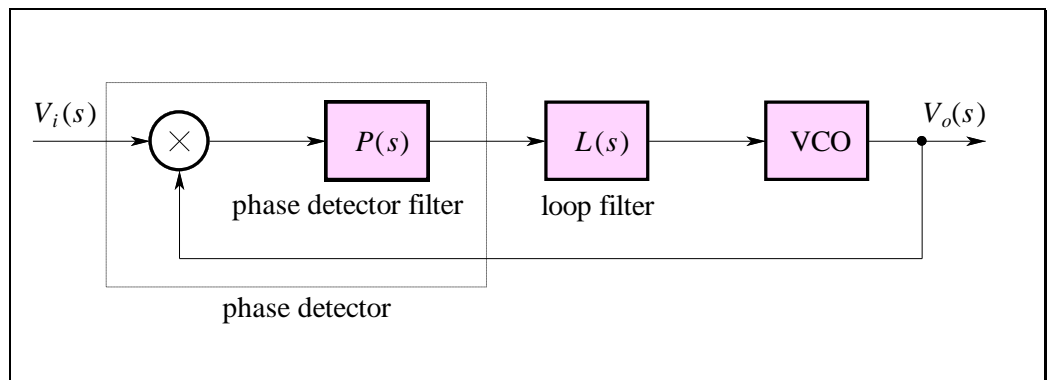 V_i(s)
×
P(s)
L(s)
VCO
V_o(s)
phase detector filter
loop filter
phase detector